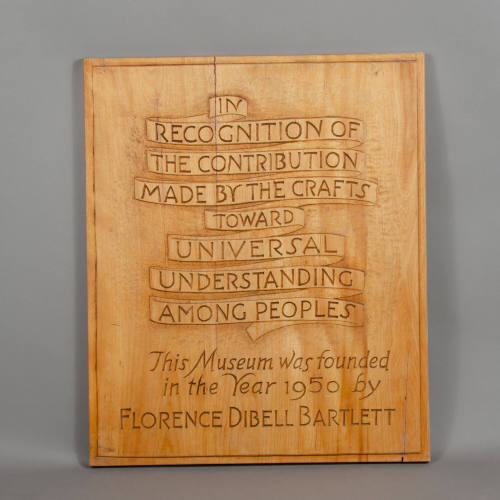 IN
RECOGNITION OF
THE CONTRIBUTION
MADE BY THE CRAFTS
TOWARD
UNIVERSAL
UNDERSTANDING
AMONG PEOPLES
This Museum was founded
in the Year 1950 by
FLORENCE DIBELL BARTLETT